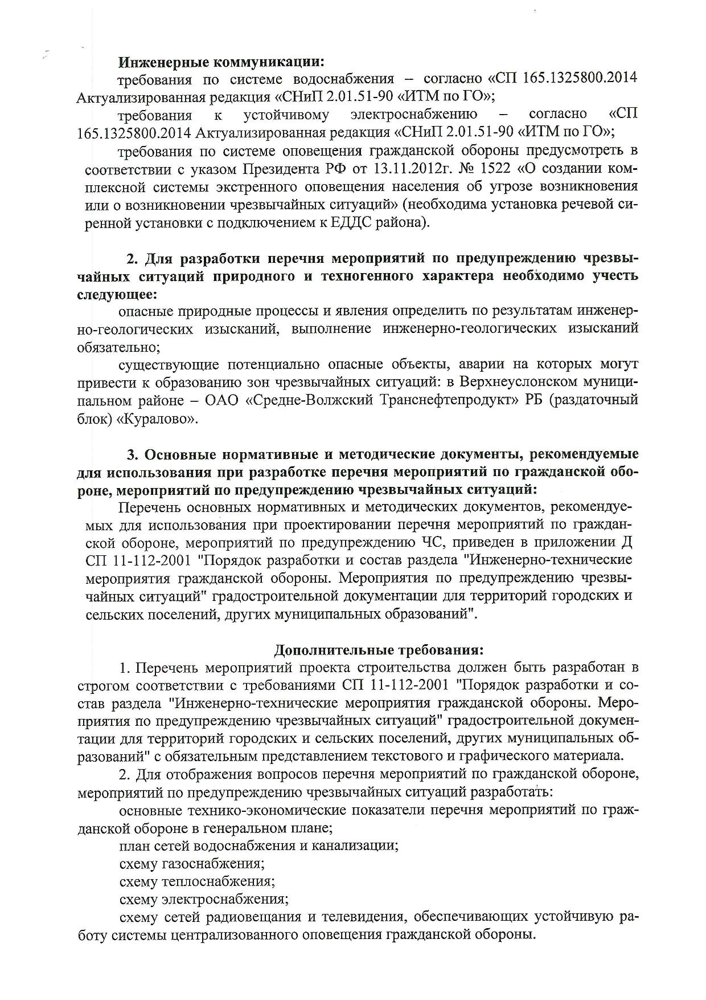 Инженерные коммуникации:
требования по системе водоснабжения – согласно «СП 165.1325800.2014
Актуализированная редакция «СНиП 2.01.51-90 «ИТМ по ГО»;
требования к устойчивому электроснабжению – согласно «СП
165.1325800.2014 Актуализированная редакция «СНиП 2.01.51-90 «ИТМ по ГО»;
требования по системе оповещения гражданской обороны предусмотреть в
соответствии с указом Президента РФ от 13.11.2012г. № 1522 «О создании ком-
плексной системы экстренного оповещения населения об угрозе возникновения
или о возникновении чрезвычайных ситуаций» (необходима установка речевой си-
ренной установки с подключением к ЕДДС района).
2. Для разработки перечня мероприятий по предупреждению чрезвы-
чайных ситуаций природного и техногенного характера необходимо учесть
следующее:
опасные природные процессы и явления определить по результатам инженер-
но-геологических изысканий, выполнение инженерно-геологических изысканий
обязательно;
существующие потенциально опасные объекты, аварии на которых могут
привести к образованию зон чрезвычайных ситуаций: в Верхнеуслонском муници-
пальном районе – ОАО «Средне-Волжский Транснефтепродукт» РБ (раздаточный
блок) «Куралово».
3. Основные нормативные и методические документы, рекомендуемые
для использования при разработке перечня мероприятий по гражданской обо-
роне, мероприятий по предупреждению чрезвычайных ситуаций:
Перечень основных нормативных и методических документов, рекомендуе-
мых для использования при проектировании перечня мероприятий по граждан-
ской обороне, мероприятий по предупреждению ЧС, приведен в приложении Д
СП 11-112-2001 "Порядок разработки и состав раздела "Инженерно-технические
мероприятия гражданской обороны. Мероприятия по предупреждению чрезвы-
чайных ситуаций" градостроительной документации для территорий городских и
сельских поселений, других муниципальных образований".
Дополнительные требования:
1. Перечень мероприятий проекта строительства должен быть разработан в
строгом соответствии с требованиями СП 11-112-2001 "Порядок разработки и со-
став раздела "Инженерно-технические мероприятия гражданской обороны. Меро-
приятия по предупреждению чрезвычайных ситуаций" градостроительной докумен-
тации для территорий городских и сельских поселений, других муниципальных об-
разований" с обязательным представлением текстового и графического материала.
2. Для отображения вопросов перечня мероприятий по гражданской обороне,
мероприятий по предупреждению чрезвычайных ситуаций разработать:
основные технико-экономические показатели перечня мероприятий по граж-
данской обороне в генеральном плане;
план сетей водоснабжения и канализации;
схему газоснабжения;
схему теплоснабжения;
схему электроснабжения;
схему сетей радиовещания и телевидения, обеспечивающих устойчивую ра-
боту системы централизованного оповещения гражданской обороны.